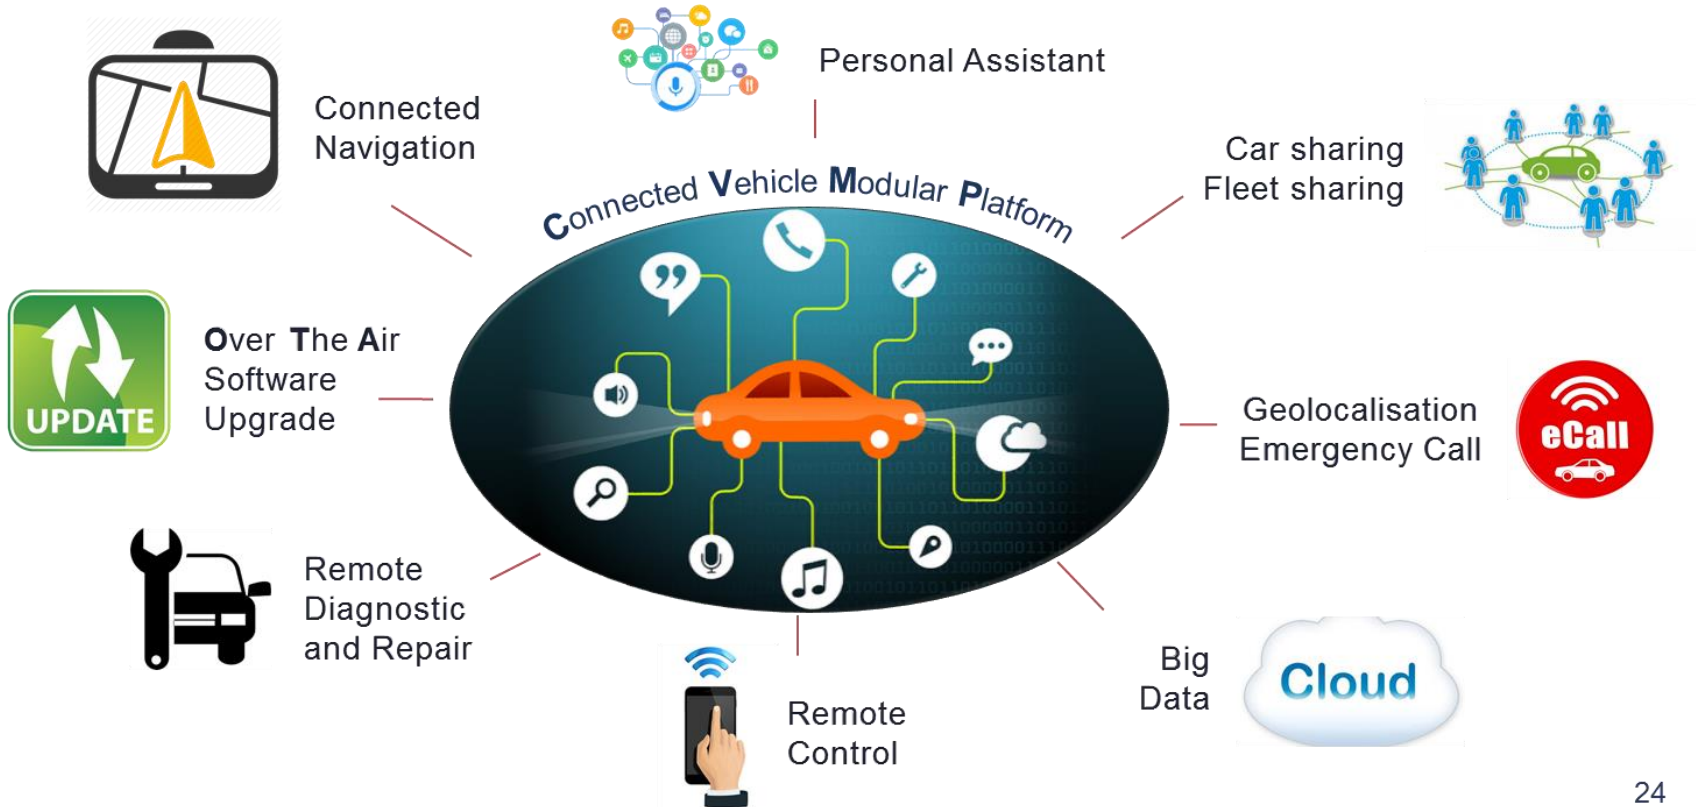 Personal Assistant
Connected
Navigation
Car sharing
Fleet sharing
Connected Vehicle Modular Platform
Over The Air
Software
Upgrade
UPDATE
Geolocalisation
Emergency Call
eCall
Remote
Diagnostic
and Repair
Remote
Control
Big
Data
Cloud
24